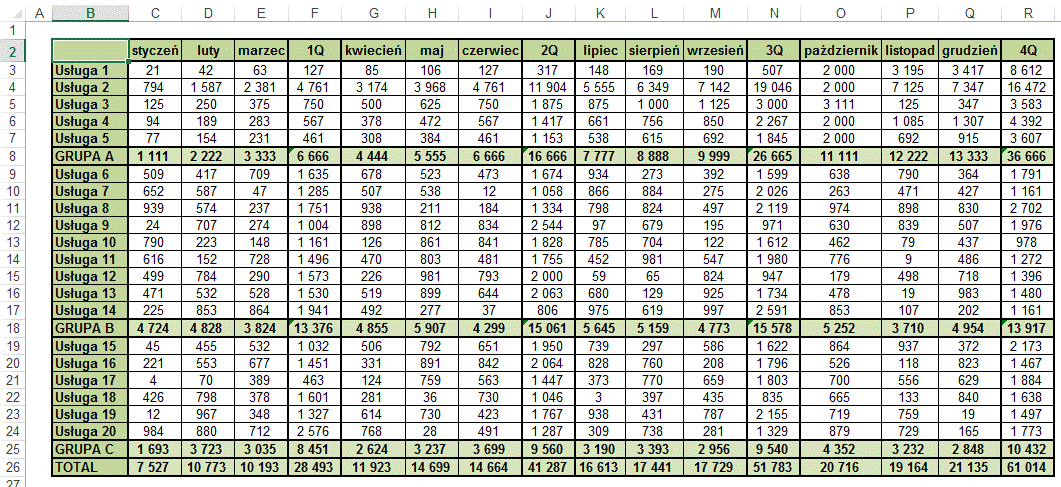 A B C D E F G H I J K L M N O P Q R
1
2 styczeń luty marzec 1Q kwiecień maj czerwiec 2Q lipiec sierpień wrzesień 3Q październik listopad grudzień 4Q
3 Usługa 1 21 42 63 127 85 106 127 317 148 169 190 507 2 000 3 195 3 417 8 612
4 Usługa 2 794 1 587 2 381 4 761 3 174 3 968 4 761 11 904 5 555 6 349 7 142 19 046 2 000 7 125 7 347 16 472
5 Usługa 3 125 250 375 750 500 625 750 1 875 875 1 000 1 125 3 000 3 111 125 347 3 583
6 Usługa 4 94 189 283 567 378 472 567 1 417 661 756 850 2 267 2 000 1 085 1 307 4 392
7 Usługa 5 77 154 231 461 308 384 461 1 153 538 615 692 1 845 2 000 692 915 3 607
8 GRUPA A 1 111 2 222 3 333 6 666 4 444 5 555 6 666 16 666 7 777 8 888 9 999 26 665 11 111 12 222 13 333 36 666
9 Usługa 6 509 417 709 1 635 678 523 473 1 674 934 273 392 1 599 638 790 364 1 791
10 Usługa 7 652 587 47 1 285 507 538 12 1 058 866 884 275 2 026 263 471 427 1 161
11 Usługa 8 939 574 237 1 751 938 211 184 1 334 798 824 497 2 119 974 898 830 2 702
12 Usługa 9 24 707 274 1 004 898 812 834 2 544 97 679 195 971 630 839 507 1 976
13 Usługa 10 790 223 148 1 161 126 861 841 1 828 785 704 122 1 612 462 79 437 978
14 Usługa 11 616 152 728 1 496 470 803 481 1 755 452 981 547 1 980 776 9 486 1 272
15 Usługa 12 499 784 290 1 573 226 981 793 2 000 59 65 824 947 179 498 718 1 396
16 Usługa 13 471 532 528 1 530 519 899 644 2 063 680 129 925 1 734 478 19 983 1 480
17 Usługa 14 225 853 864 1 941 492 277 37 806 975 619 997 2 591 853 107 202 1 161
18 GRUPA B 4 724 4 828 3 824 13 376 4 855 5 907 4 299 15 061 5 645 5 159 4 773 15 578 5 252 3 710 4 954 13 917
19 Usługa 15 45 455 532 1 032 506 792 651 1 950 739 297 586 1 622 864 937 372 2 173
20 Usługa 16 221 553 677 1 451 331 891 842 2 064 828 760 208 1 796 526 118 823 1 467
21 Usługa 17 4 70 389 463 124 759 563 1 447 373 770 659 1 803 700 556 629 1 884
22 Usługa 18 426 798 378 1 601 281 36 730 1 046 3 397 435 835 665 133 840 1 638
23 Usługa 19 12 967 348 1 327 614 730 423 1 767 938 431 787 2 155 719 759 19 1 497
24 Usługa 20 984 880 712 2 576 768 28 491 1 287 309 738 281 1 329 879 729 165 1 773
25 GRUPA C 1 693 3 723 3 035 8 451 2 624 3 237 3 699 9 560 3 190 3 393 2 956 9 540 4 352 3 232 2 848 10 432
26 TOTAL 7 527 10 773 10 193 28 493 11 923 14 699 14 664 41 287 16 613 17 441 17 729 51 783 20 716 19 164 21 135 61 014
27